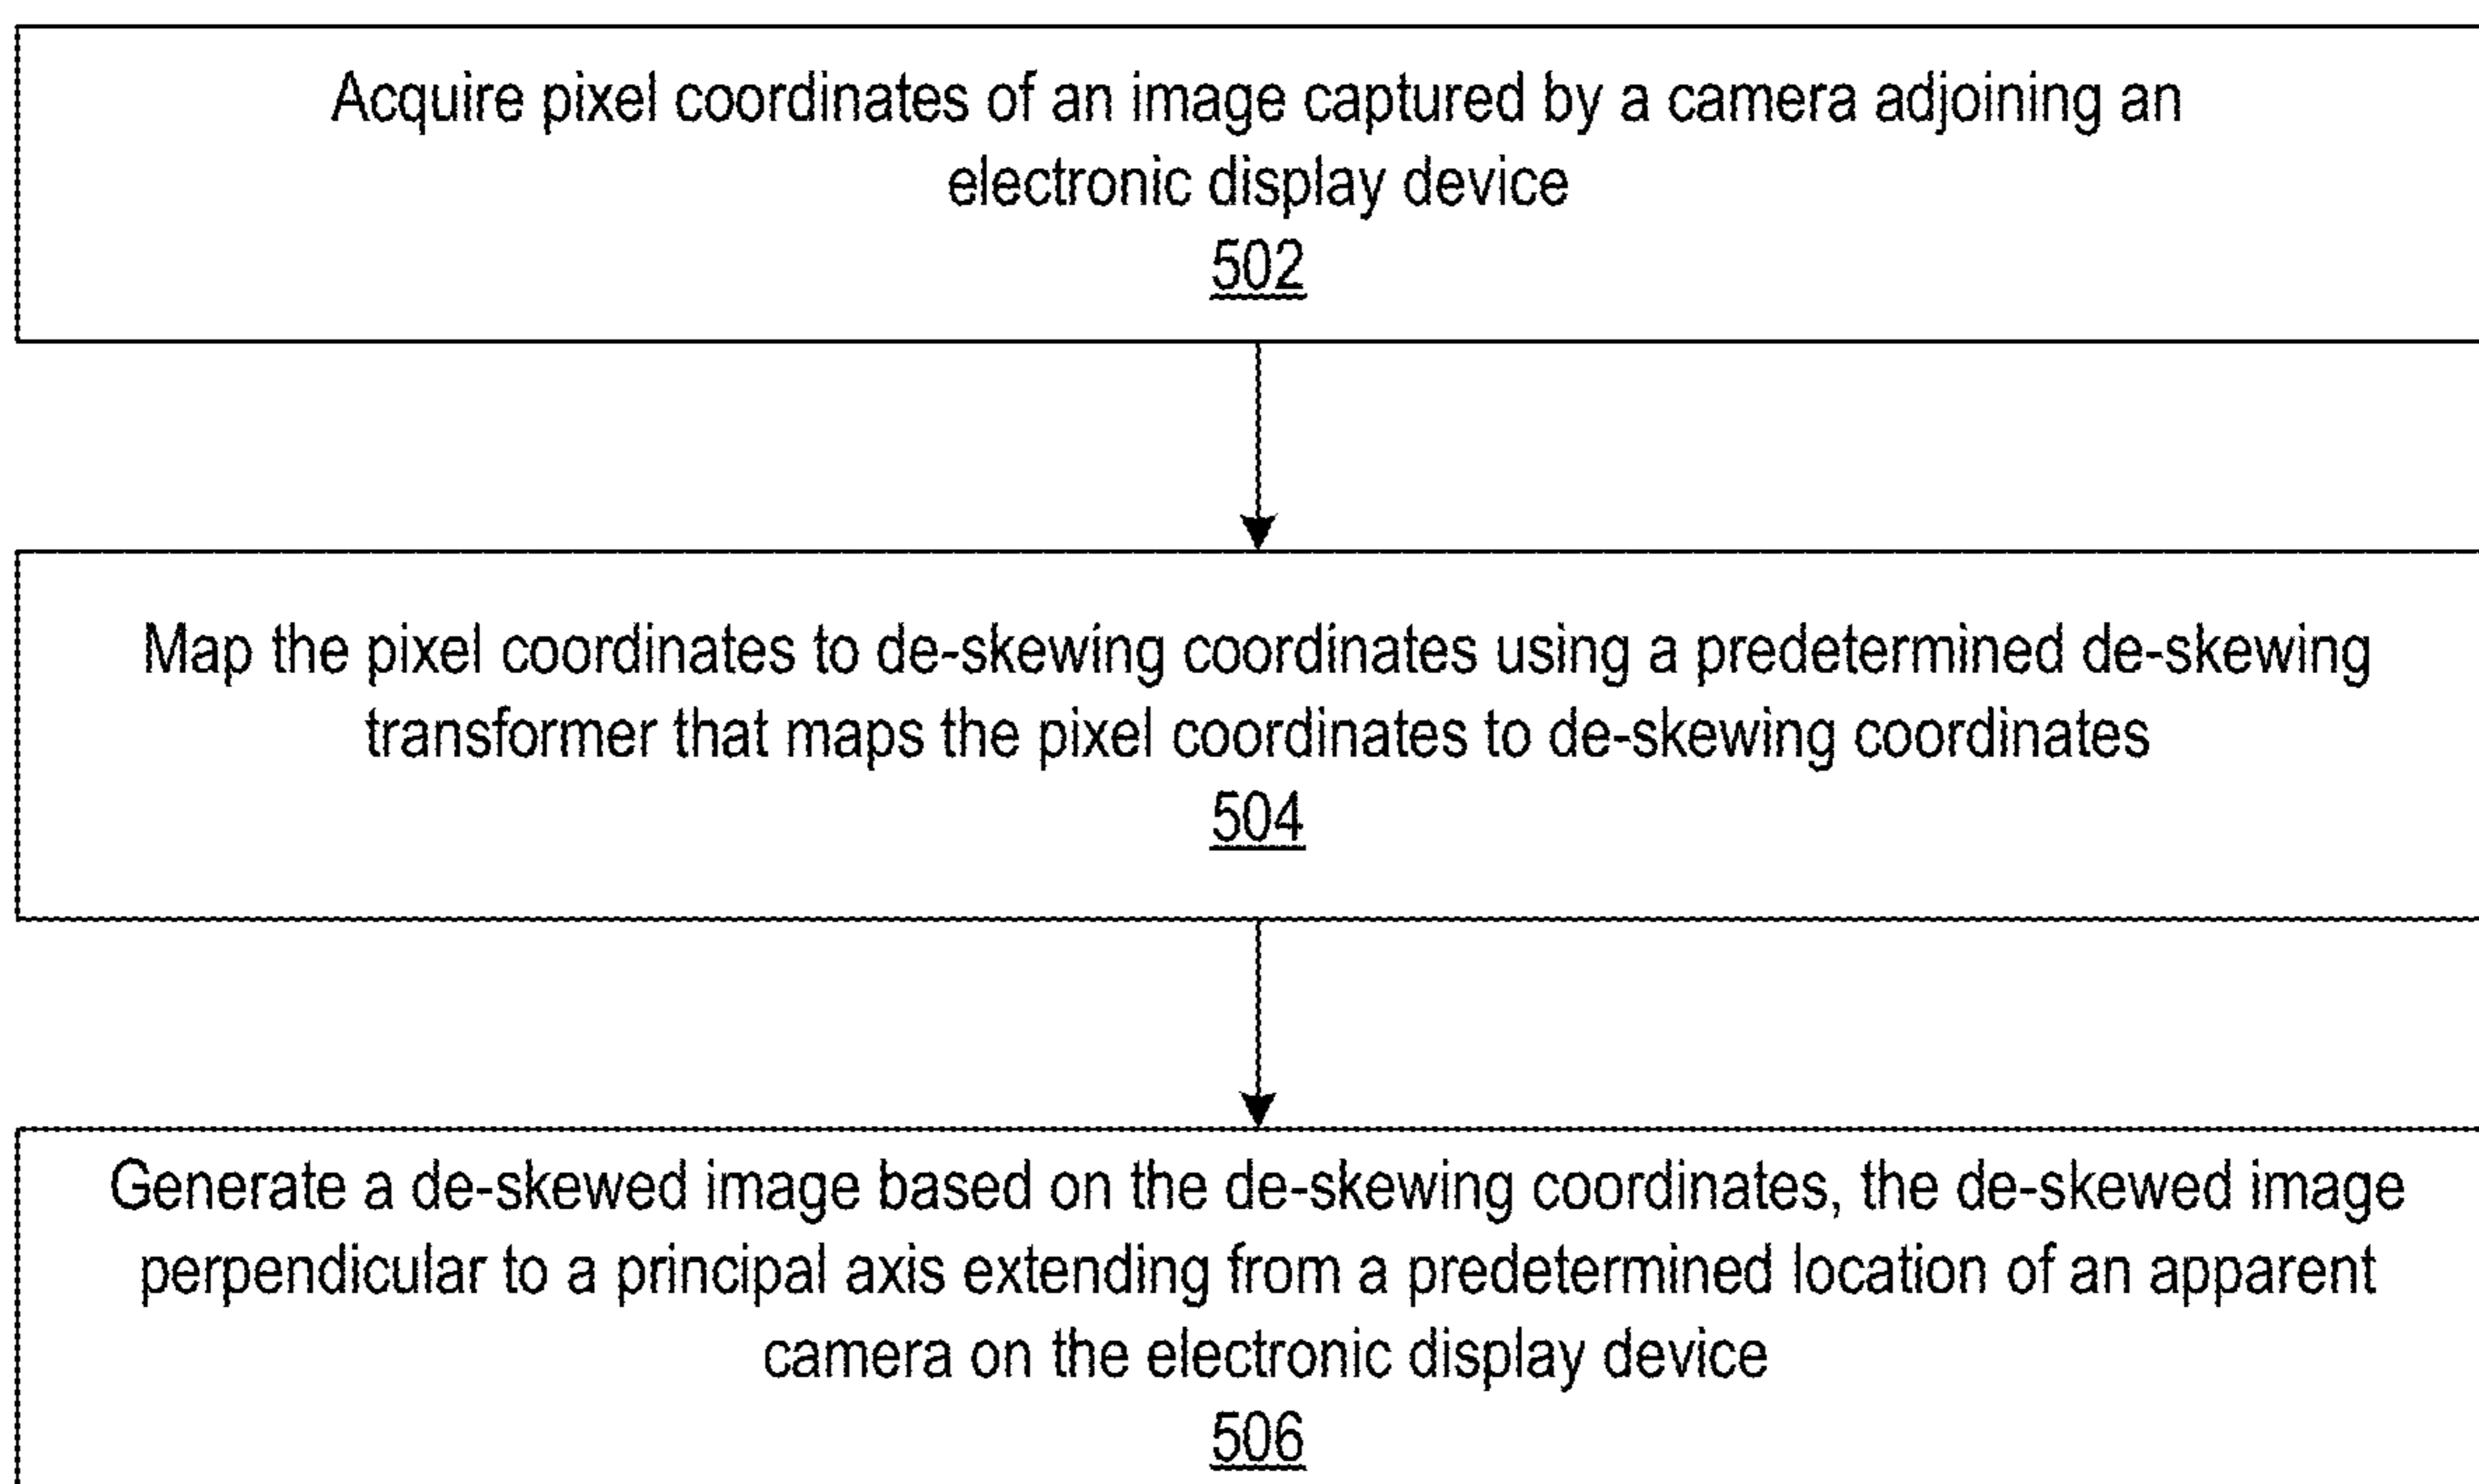 Acquire pixel coordinates of an image captured by a camera adjoining an
electronic display device
502
Map the pixel coordinates to de-skewing coordinates using a predetermined de-skewing
transformer that maps the pixel coordinates to de-skewing coordinates
504
Generate a de-skewed image based on the de-skewing coordinates, the de-skewed image
perpendicular to a principal axis extending from a predetermined location of an apparent
camera on the electronic display device
506